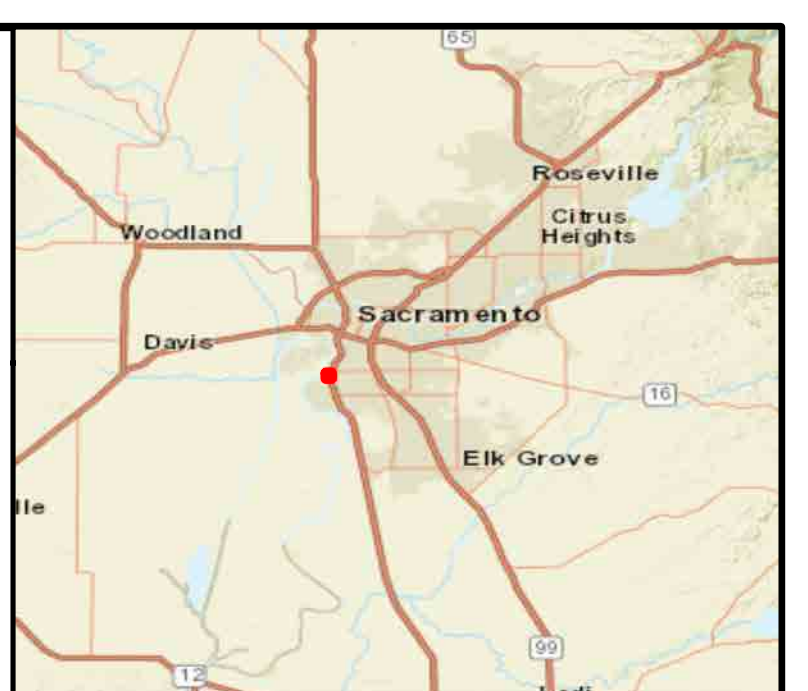 65
Roseville
Citrus
Heights
Woodland
Sacramento
Davis
16
Elk Grove
lle
99
12